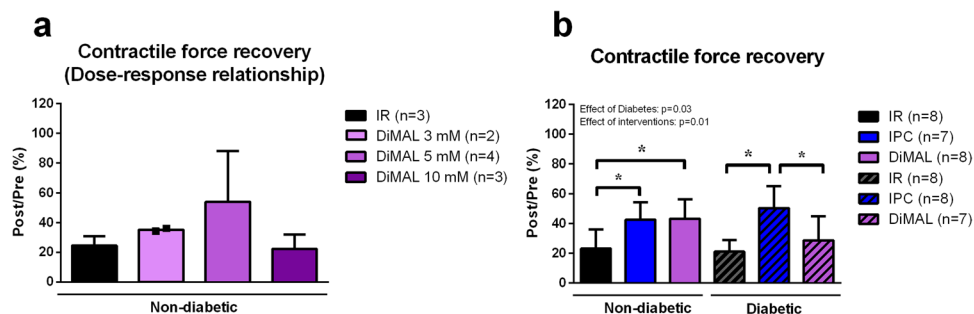 a
Contractile force recovery
(Dose-response relationship)
120
100
80
60
40
20
0
Post/Pre (%)
IR (n=3)
DiMAL 3 mM (n=2)
DiMAL 5 mM (n=4)
DiMAL 10 mM (n=3)
Non-diabetic
b
Contractile force recovery
120
100
80
60
40
20
0
Post/Pre (%)
Effect of Diabetes: p=0.03
Effect of interventions: p=0.01
*
*
*
*
IR (n=8)
IPC (n=7)
DiMAL (n=8)
IR (n=8)
IPC (n=8)
DiMAL (n=7)
Non-diabetic
Diabetic